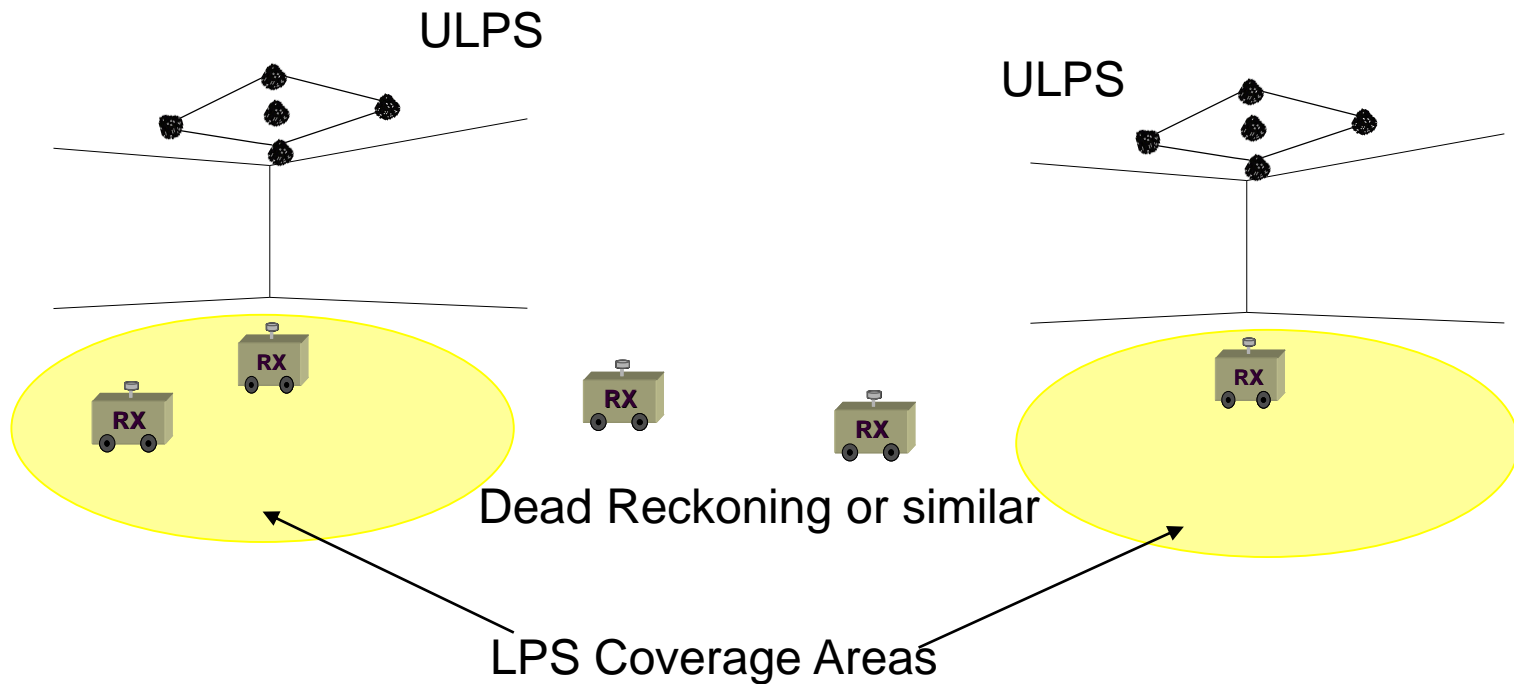 ULPS
ULPS
RX
RX
RX
RX
RX
Dead Reckoning or similar
LPS Coverage Areas